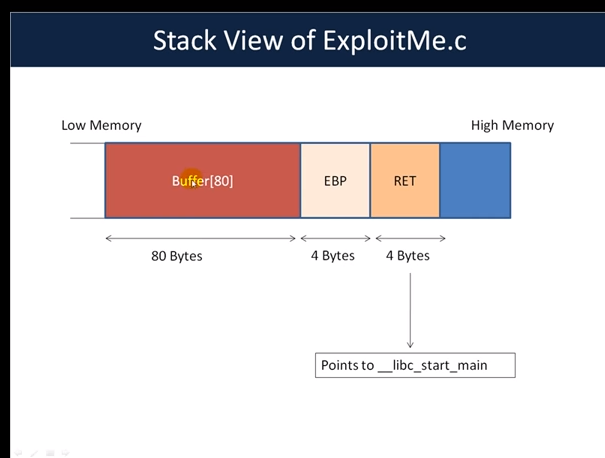 Stack View of ExploitMe.c
Low Memory
High Memory
Buffer[80]
EBP
RET
80 Bytes
4 Bytes
4 Bytes
Points to __libc_start_main